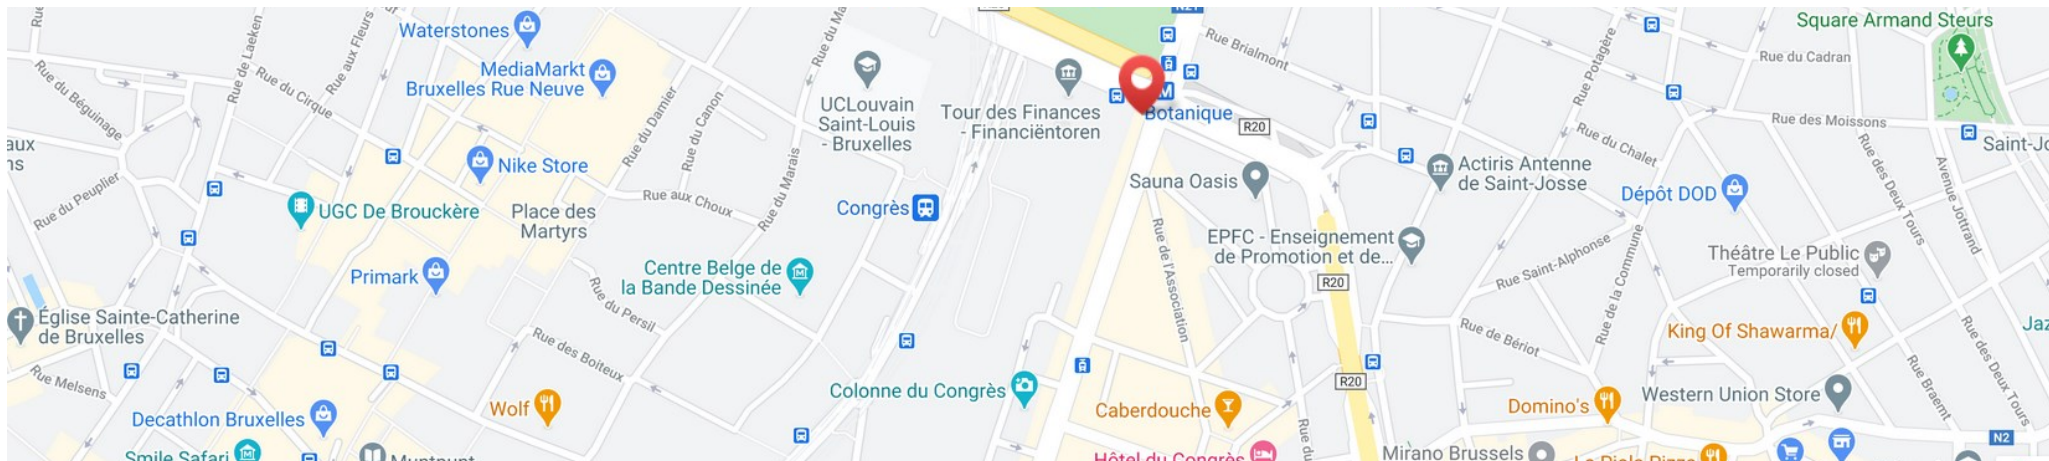 Waterstones
MediaMarkt
Bruxelles Rue Neuve
Rue de Laeken
Rue aux Fleurs
Rue du Cirque
Rue du Béguinage
Rue du Peuplier
UGC De Brouckère
Nike Store
Place des
Martyrs
Rue du Damier
Rue du Canon
Rue aux Choux
Rue du Marais
UCLouvain
Saint-Louis
- Bruxelles
Tour des Finances
- Financiëntoren
Congrès
Centre Belge de
la Bande Dessinée
Primark
Rue du Persil
Rue des Boiteux
Église Sainte-Catherine
de Bruxelles
Rue Melsens
Decathlon Bruxelles
Smile Safari
Wolf
Colonne du Congrès
M
Botanique
N21
R20
Rue Brialmont
Sauna Oasis
EPFC - Enseignement
de Promotion et de...
R20
R20
Rue de l'Association
Caberdouche
Hôtel du Congrès
Actiris Antenne
de Saint-Josse
Rue Potagère
Rue du Chalet
Rue du Cadran
Square Armand Steurs
Rue des Moissons
Dépôt DOD
Théâtre Le Public
Temporarily closed
Rue des Deux Tours
Avenue Jottrand
Rue Saint-Alphonse
Rue de la Commune
Rue de Bériot
King Of Shawarma/
Western Union Store
Domino's
Rue Braemt
Rue des Deux Tours
Mirano Brussels
N2